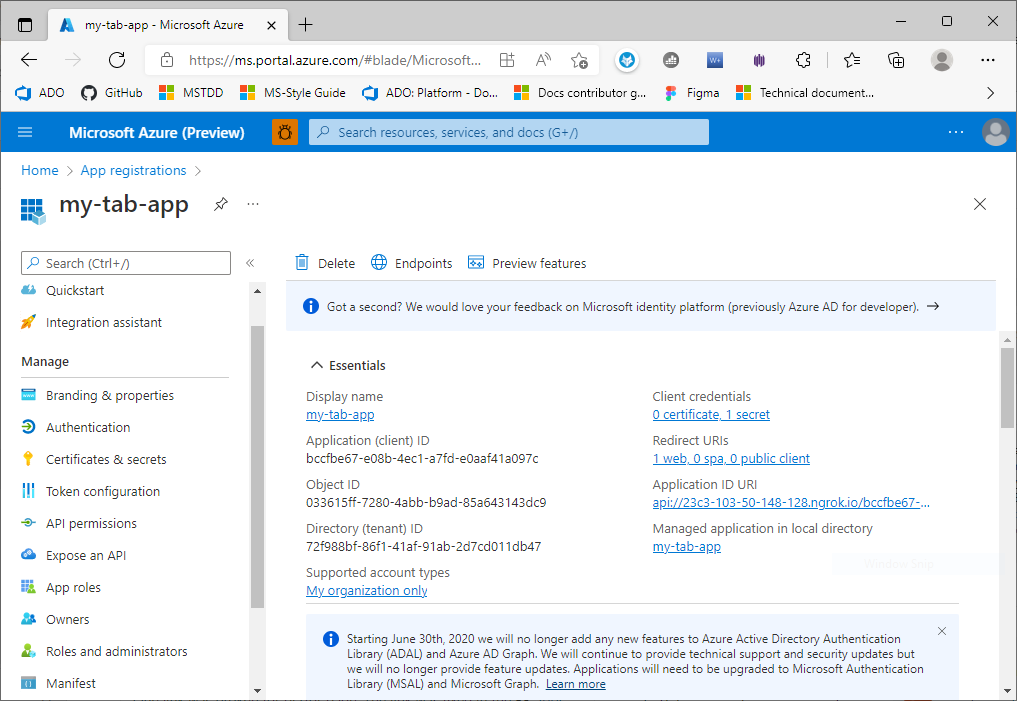 my-tab-app - Microsoft Azure
https://ms.portal.azure.com/#blade/Microsoft...
ADO
GitHub
MSTDD
MS-Style Guide
ADO: Platform - Do...
Docs contributor g...
Figma
Technical document...
Microsoft Azure (Preview)
Search resources, services, and docs (G+/)
Home > App registrations >
my-tab-app
Search (Ctrl+/)
Quickstart
Integration assistant
Manage
Branding & properties
Authentication
Certificates & secrets
Token configuration
API permissions
Expose an API
App roles
Owners
Roles and administrators
Manifest
Delete
Endpoints
Preview features
Got a second? We would love your feedback on Microsoft identity platform (previously Azure AD for developer). →
Essentials
Display name
my-tab-app
Application (client) ID
bccfbe67-e08b-4ec1-a7fd-e0aaf41a097c
Object ID
033615ff-7280-4abb-b9ad-85a643143dc9
Directory (tenant) ID
72f988bf-86f1-41af-91ab-2d7cd011db47
Supported account types
My organization only
Client credentials
0 certificate, 1 secret
Redirect URIs
1 web, 0 spa, 0 public client
Application ID URI
api://23c3-103-50-148-128.ngrok.io/bccfbe67-...
Managed application in local directory
my-tab-app
Window Snip
Starting June 30th, 2020 we will no longer add any new features to Azure Active Directory Authentication
Library (ADAL) and Azure AD Graph. We will continue to provide technical support and security updates but
we will no longer provide feature updates. Applications will need to be upgraded to Microsoft Authentication
Library (MSAL) and Microsoft Graph. Learn more